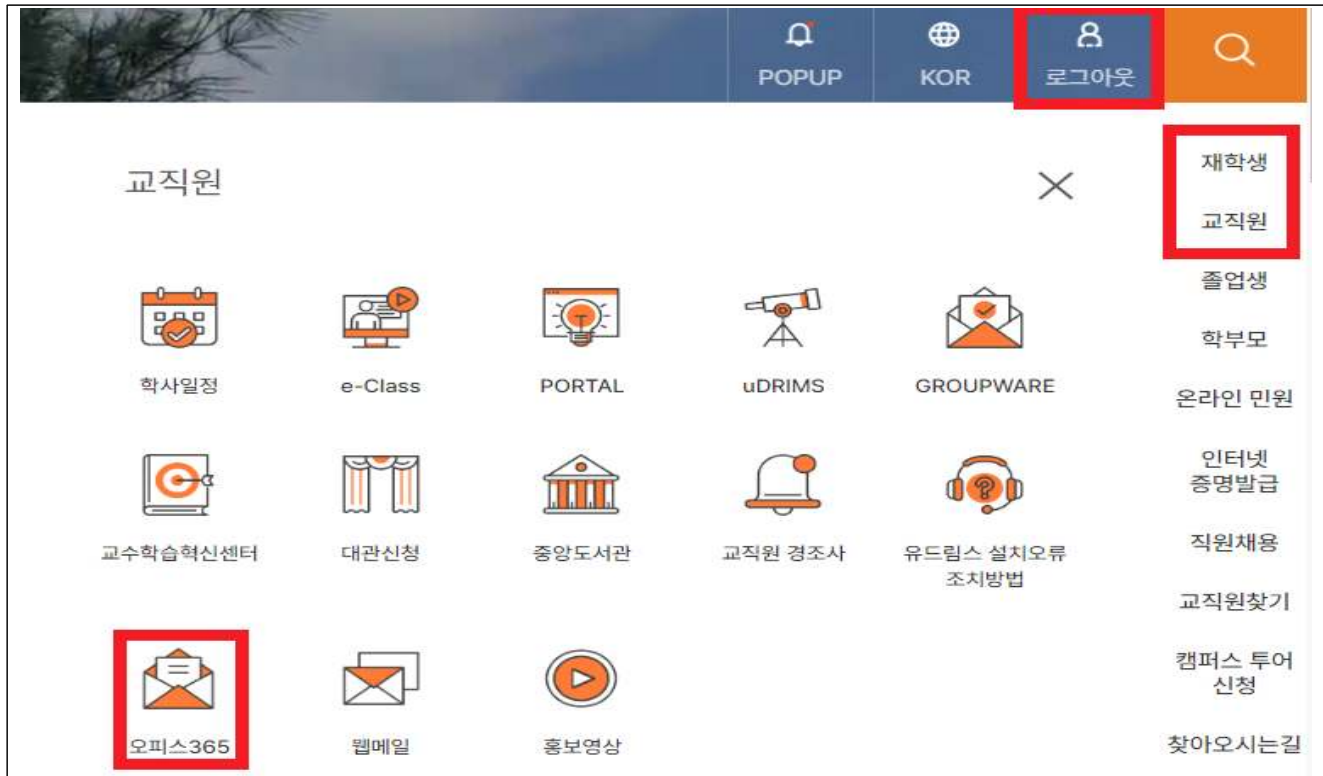 POPUP
KOR
로그아웃
교직원
학사일정
e-Class
PORTAL
uDRIMS
GROUPWARE
교수학습혁신센터
대관신청
중앙도서관
교직원 경조사
유드림스 설치오류
조치방법
오피스365
웹메일
홍보영상
재학생
교직원
졸업생
학부모
온라인 민원
인터넷
증명발급
직원채용
교직원찾기
캠퍼스 투어
신청
찾아오시는길